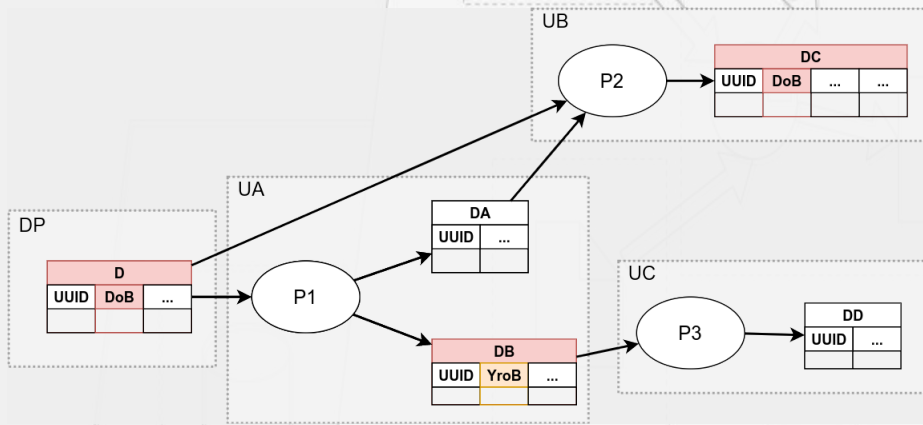 UB
P2
DC
UUID DoB ... ...
UA
DP
DA
UUID ...
D
UUID DoB ...
P1
UC
P3
DD
UUID ...
DB
UUID YroB ...